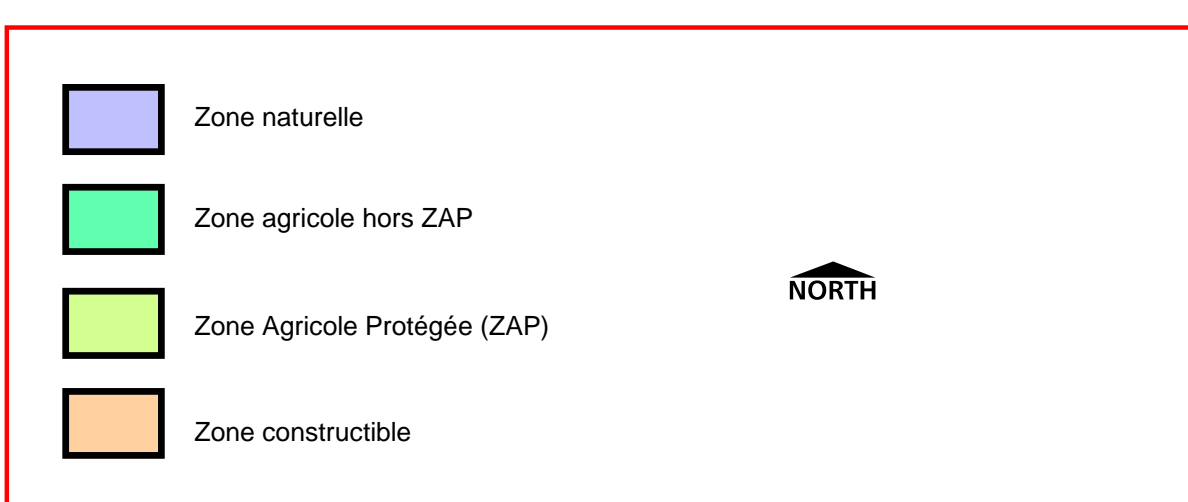 Zone naturelle
Zone agricole hors ZAP
NORTH
Zone Agricole Protégée (ZAP)
Zone constructible